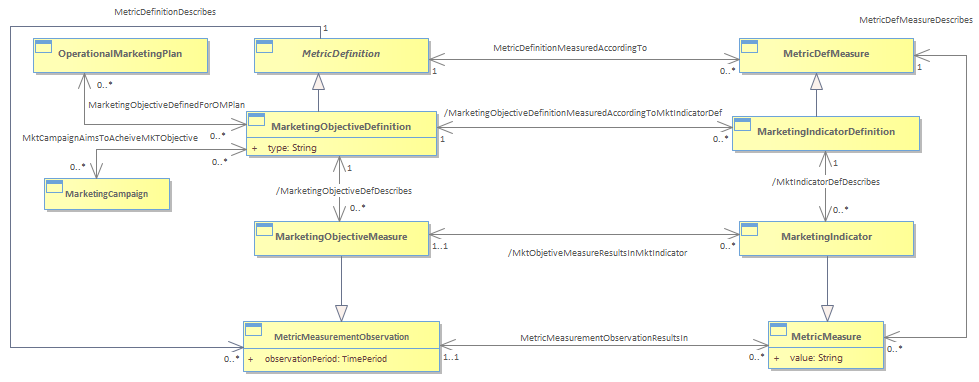 MetricDefinitionDescribes
MetricDefMeasureDescribes
1
OperationalMarketingPlan
MetricDefinition
MetricDefinitionMeasuredAccordingTo
MetricDefMeasure
1
0..*
1
0..*
MarketingObjectiveDefinedForOMPlan
/MarketingObjectiveDefinitionMeasuredAccordingToMktIndicatorDef
MarketingObjectiveDefinition
MarketingIndicatorDefinition
MktCampaignAimsToAcheiveMKTObjective
0..*
1
0..*
+ type: String
0..*
0..*
1
1
MarketingCampaign
/MarketingObjectiveDefDescribes
/MktIndicatorDefDescribes
0..*
0..*
MarketingObjectiveMeasure
MarketingIndicator
1..1
0..*
/MktObjetiveMeasureResultsInMktIndicator
MetricMeasurementObservation
MetricMeasurementObservationResultsIn
MetricMeasure
0..*
+ observationPeriod: TimePeriod
0..*
1..1
0..*
+ value: String